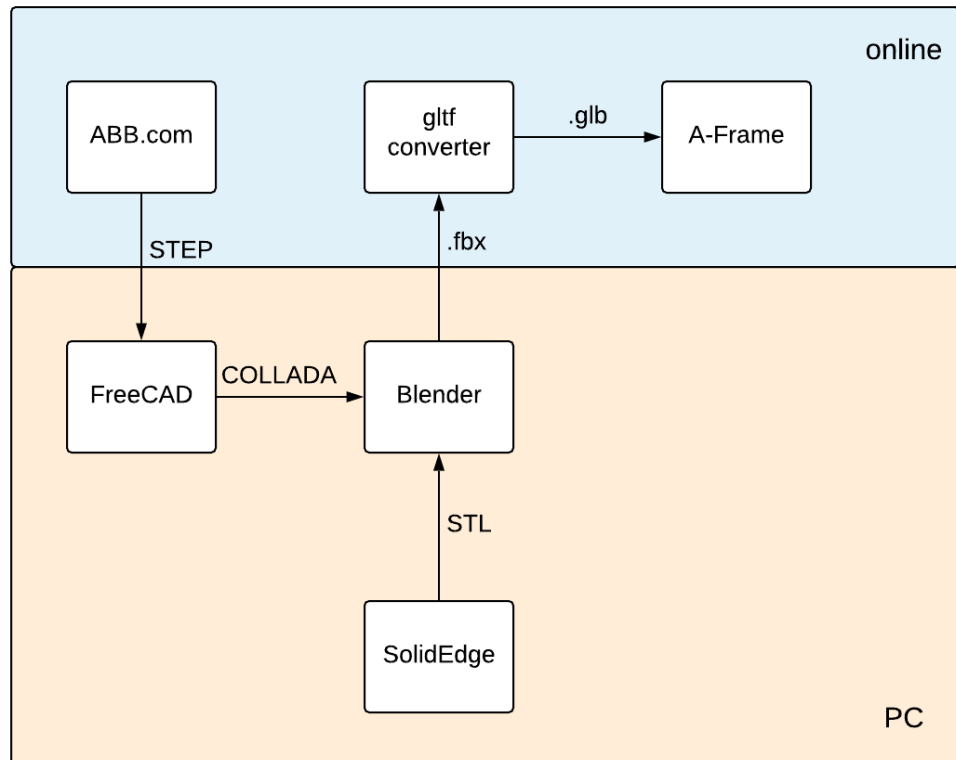 online
ABB.com
gltf
converter
.glb
A-Frame
STEP
.fbx
FreeCAD
COLLADA
Blender
STL
SolidEdge
PC